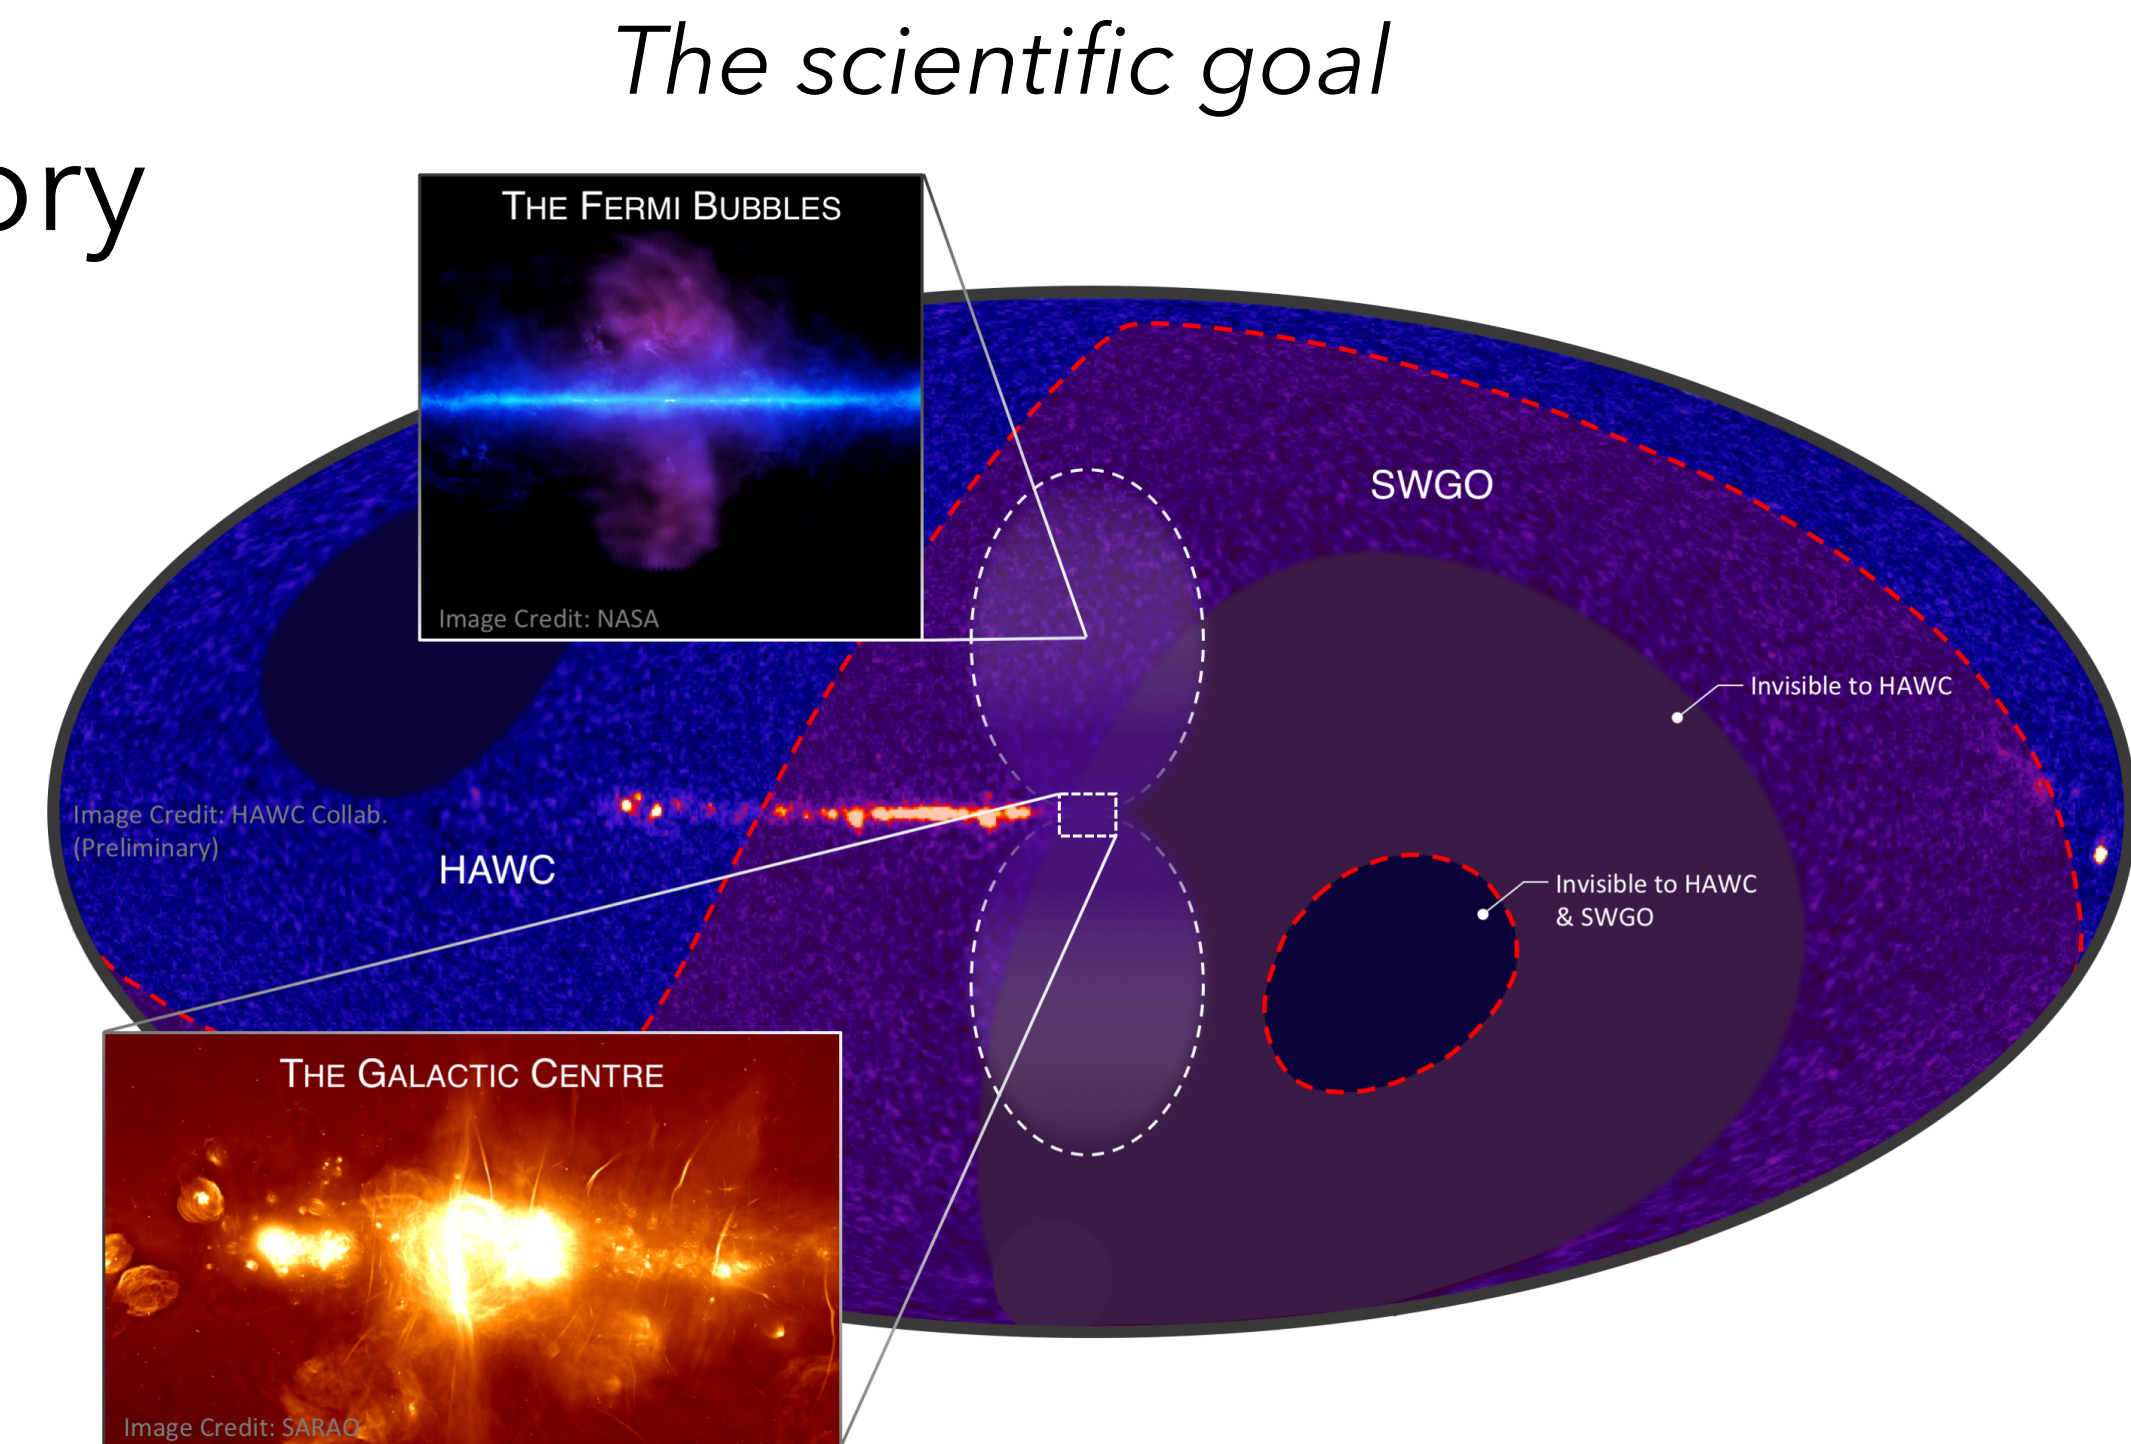 The scientific goal
ory
THE FERMI BUBBLES
Image Credit: NASA
SWGO
Invisible to HAWC
Image Credit: HAWC Collab.
(Preliminary)
HAWC
Invisible to HAWC
& SWGO
THE GALACTIC CENTRE
Image Credit: SARAO